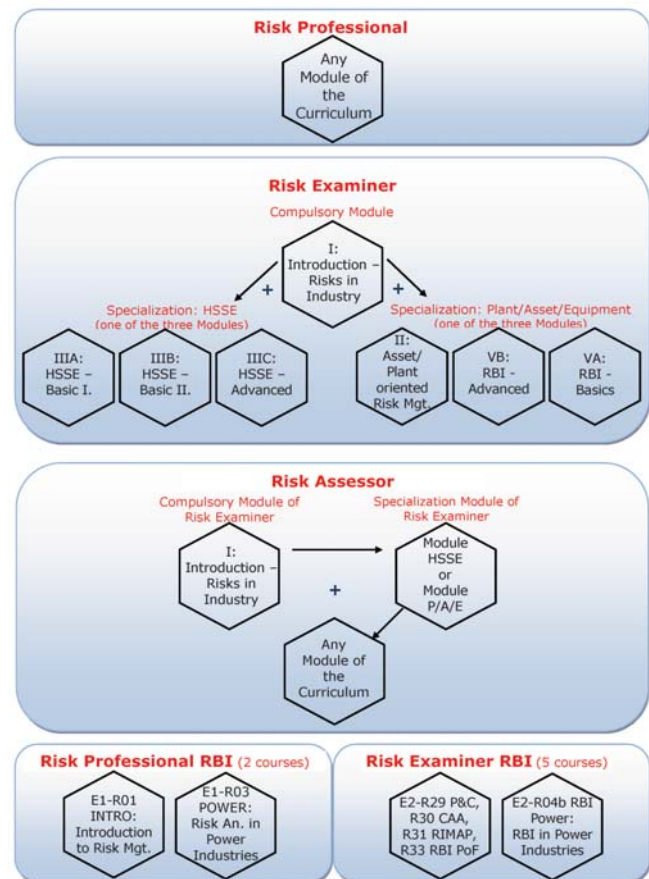 Risk Professional
Any
Module of
the
Curriculum
Risk Examiner
Compulsory Module
I:
Introduction –
Risks in
Industry
+
+
Specialization: HSSE
(one of the three Modules)
IIIA:
HSSE –
Basic I.
IIIB:
HSSE –
Basic II.
IIIC:
HSSE –
Advanced
Specialization: Plant/Asset/Equipment
(one of the three Modules)
II:
Asset/
Plant
oriented
Risk Mgt.
VB:
RBI -
Advanced
VA:
RBI -
Basics
Risk Assessor
Compulsory Module of
Risk Examiner
I:
Introduction –
Risks in
Industry
Specialization Module of
Risk Examiner
Module
HSSE
or
Module
P/A/E
+
Any
Module of
the
Curriculum
Risk Professional RBI (2 courses)
E1-R01
INTRO:
Introduction
to Risk Mgt.
E1-R03
POWER:
Risk An. in
Power
Industries
Risk Examiner RBI (5 courses)
E2-R29 P&C,
R30 CAA,
R31 RIMAP,
R33 RBI PoF
E2-R04b RBI
Power:
RBI in Power
Industries